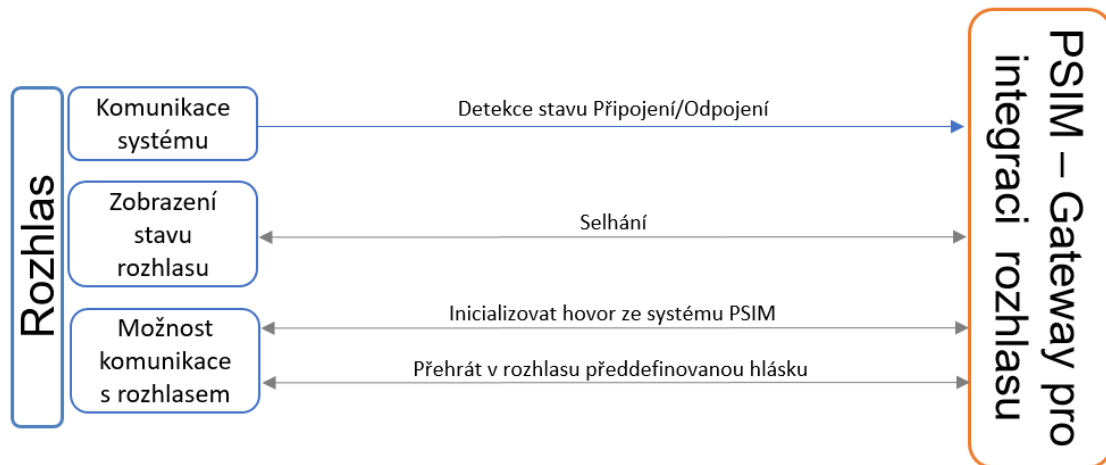 Rozhlas
Komunikace
systému
Detekce stavu Připojení/Odpojení
Zobrazení
stavu
rozhlasu
Selhání
Možnost
komunikace
s rozhlasem
Inicializovat hovor ze systému PSIM
Přehrát v rozhlasu předdefinovanou hlásku
PSIM – Gateway pro
integraci rozhlasu